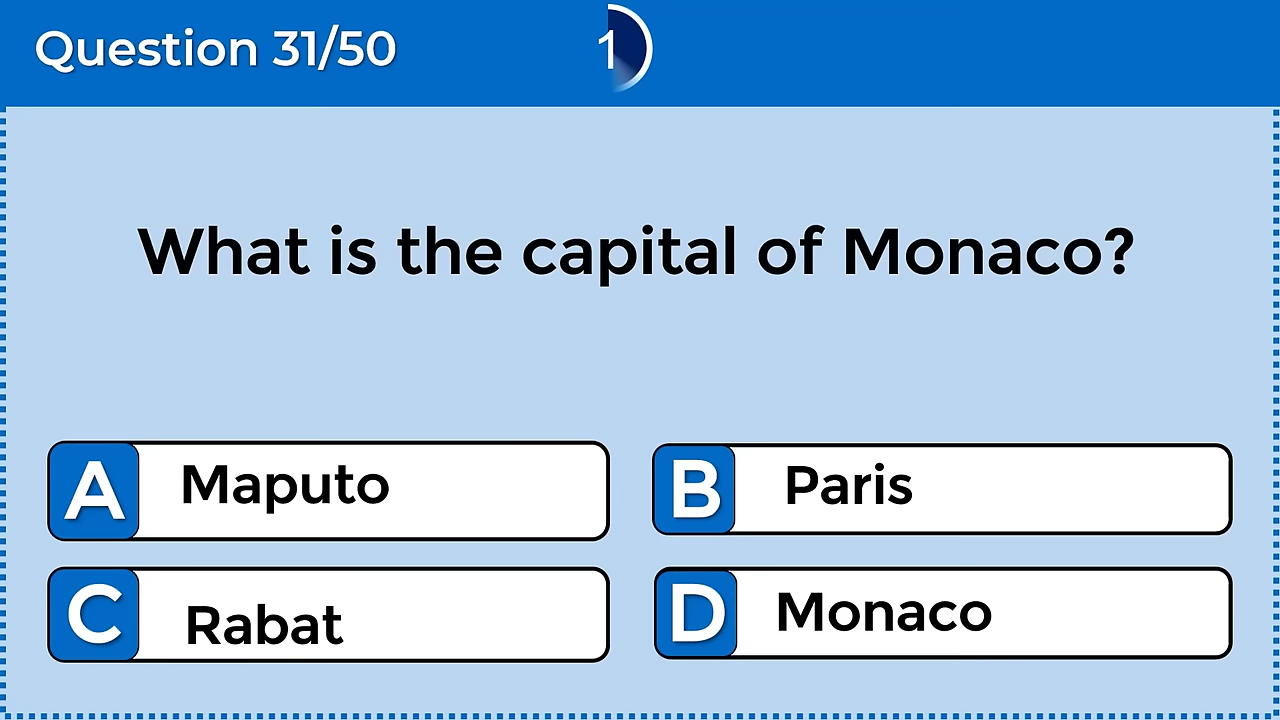 Question 31/50
1
What is the capital of Monaco?
A Maputo
B Paris
C Rabat
D Monaco